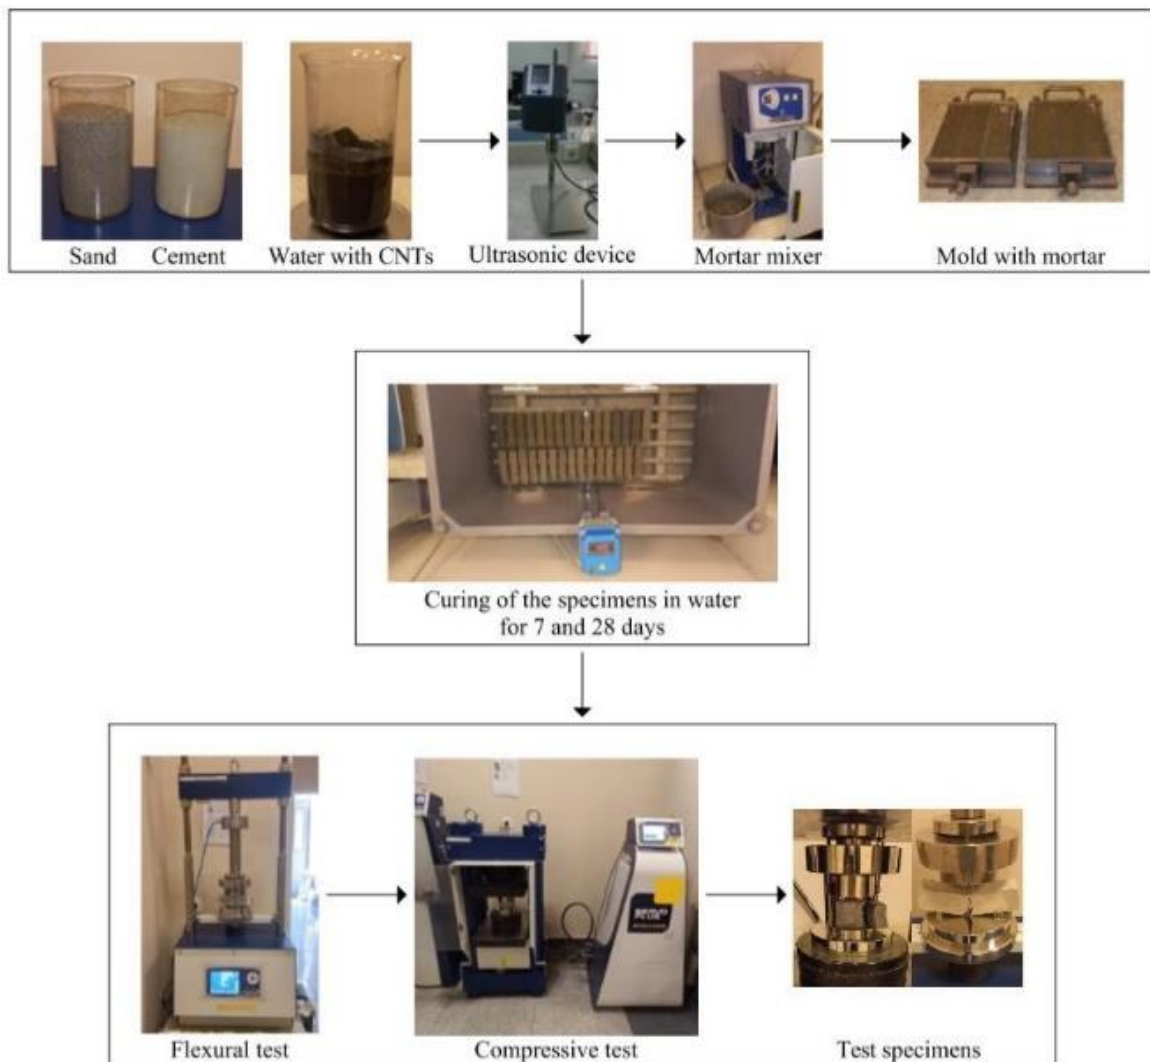 Sand
Cement
Water with CNTs
Ultrasonic device
Mortar mixer
Mold with mortar
Curing of the specimens in water
for 7 and 28 days
Flexural test
Compressive test
Test specimens